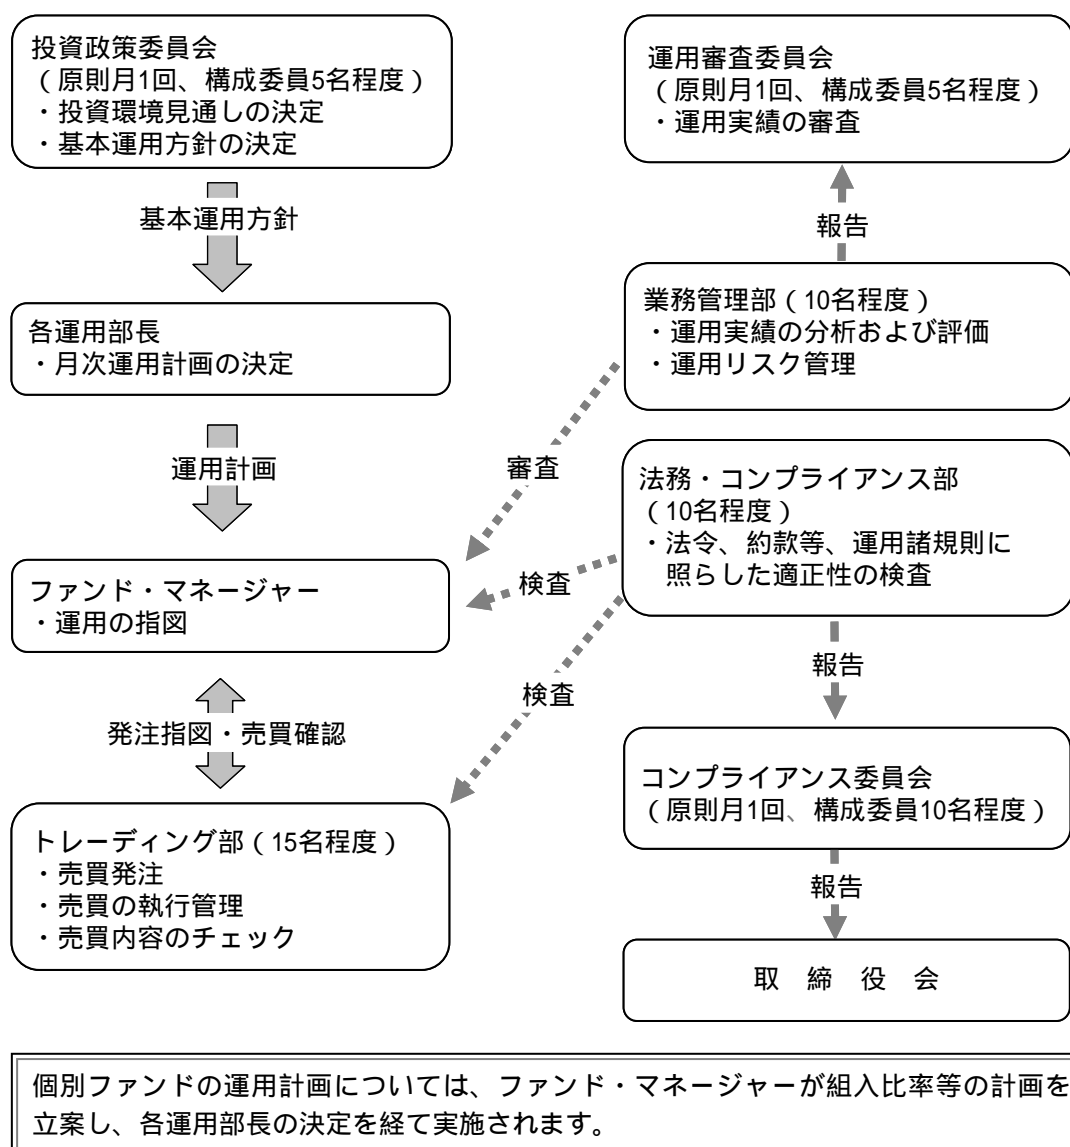 投資政策委員会
（原則月1回、構成委員5名程度）
・投資環境見通しの決定
・基本運用方針の決定
基本運用方針
各運用部長
・月次運用計画の決定
運用計画
ファンド・マネージャー
・運用の指図
発注指図・売買確認
トレーディング部（15名程度）
・売買発注
・売買の執行管理
・売買内容のチェック
運用審査委員会
（原則月1回、構成委員5名程度）
・運用実績の審査
報告
業務管理部（10名程度）
・運用実績の分析および評価
・運用リスク管理
審査
法務・コンプライアンス部
（10名程度）
・法令、約款等、運用諸規則に
照らした適正性の検査
検査
検査
報告
コンプライアンス委員会
（原則月1回、構成委員10名程度）
報告
取　締　役　会
個別ファンドの運用計画については、ファンド・マネージャーが組入比率等の計画を
立案し、各運用部長の決定を経て実施されます。